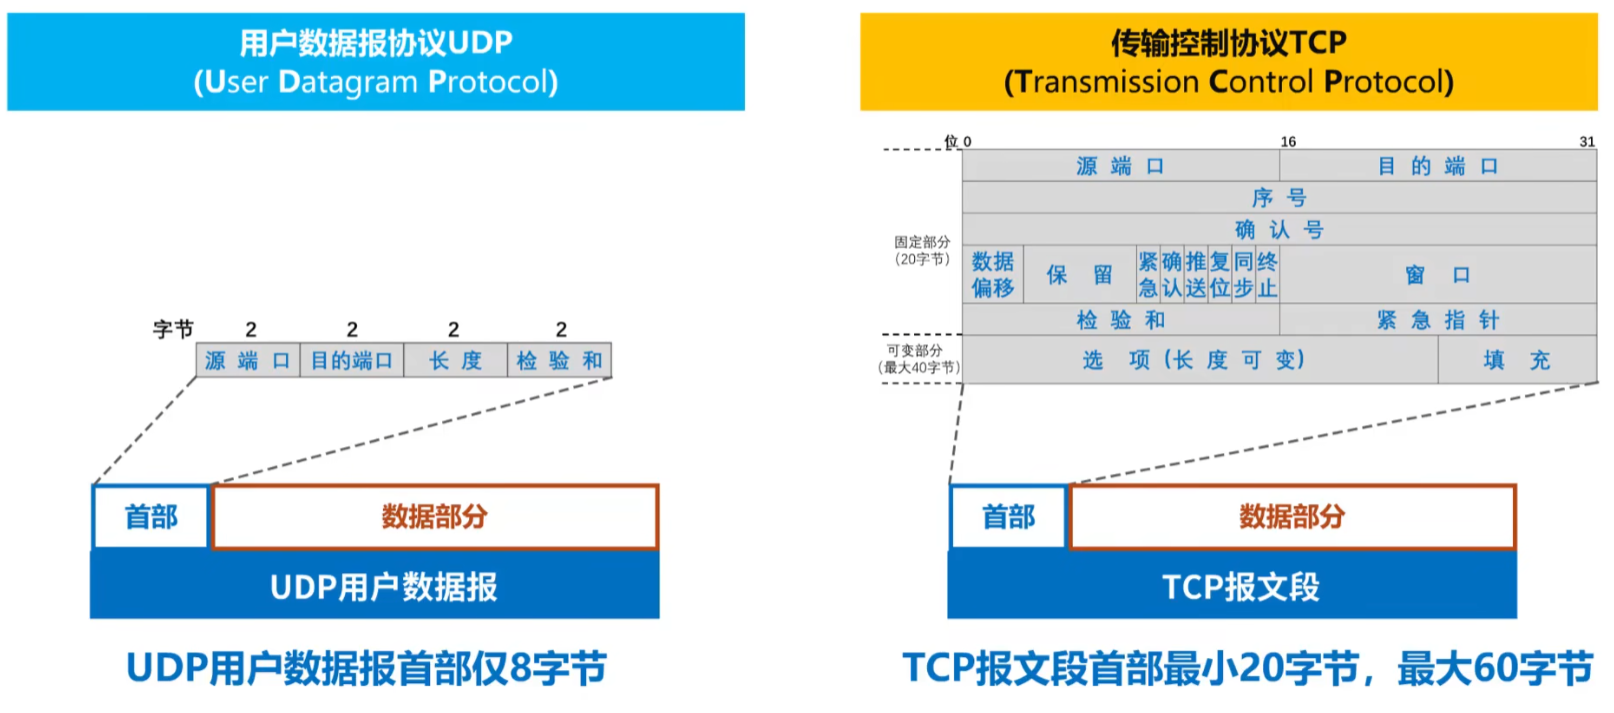 用户数据报协议UDP
(User Datagram Protocol)
字节 2 2 2 2
源端口 目的端口 长度 检验和
首部 数据部分
UDP用户数据报
UDP用户数据报首部仅8字节
传输控制协议TCP
(Transmission Control Protocol)
位 0 16 31
源端口 目的端口
序号
确认号
固定部分
(20字节)
数据偏移 保留 紧急 确认 推送 复位 同步 终止 窗口
检验和 紧急指针
可变部分
(最大40字节)
选项(长度可变) 填充
首部 数据部分
TCP报文段
TCP报文段首部最小20字节，最大60字节